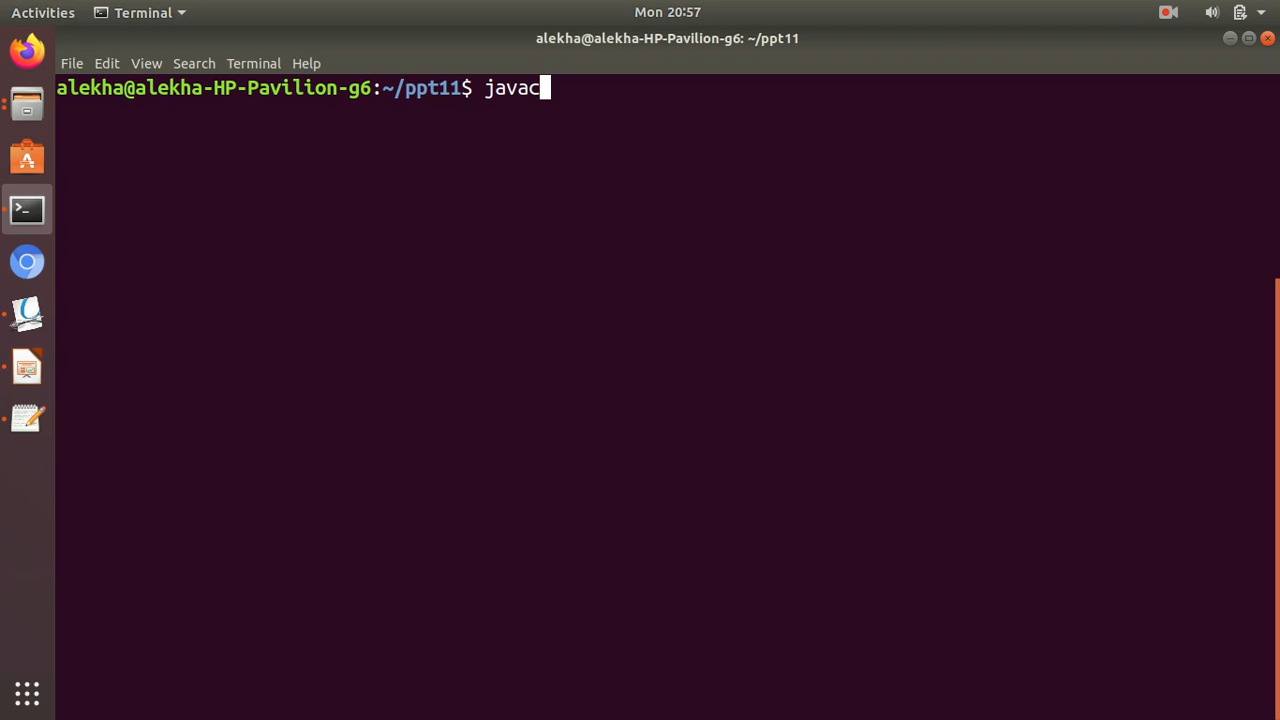 Activities Terminal Mon 20:57
alekha@alekha-HP-Pavilion-g6: ~/ppt11
File Edit View Search Terminal Help
alekha@alekha-HP-Pavilion-g6:~/ppt11$ javac